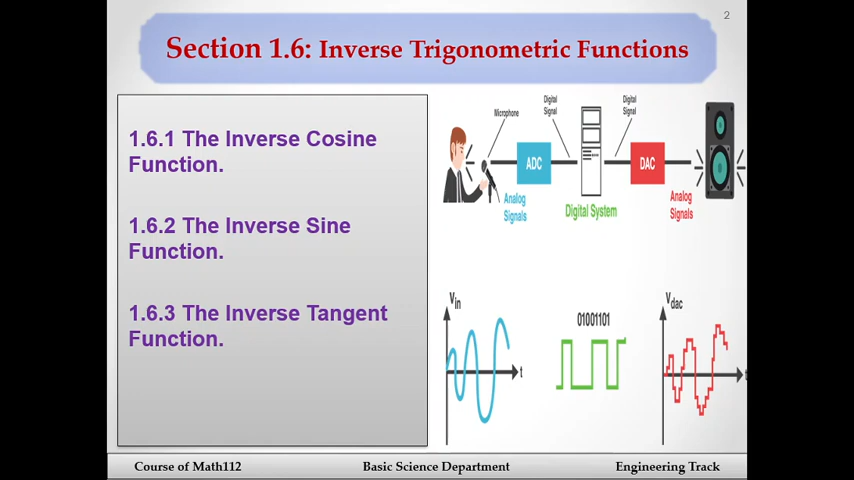 2
Section 1.6: Inverse Trigonometric Functions
1.6.1 The Inverse Cosine
Function.
1.6.2 The Inverse Sine
Function.
1.6.3 The Inverse Tangent
Function.
Microphone
Digital
Signal
Digital
Signal
ADC
DAC
Analog
Signals
Digital System
Analog
Signals
Vin
01001101
Vdac
t
t
Course of Math112
Basic Science Department
Engineering Track